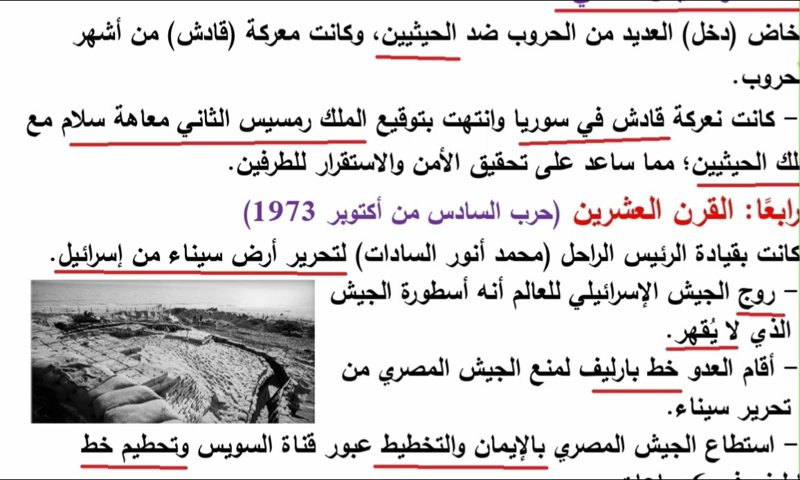 خاض (دخل) العديد من الحروب ضد الحيثيين، وكانت معركة (قادش) من أشهر
حروب.
– كانت نعركة قادش في سوريا وانتهت بتوقيع الملك رمسيس الثاني معاهة سلام مع
لك الحيثيين؛ مما ساعد على تحقيق الأمن والاستقرار للطرفين.
رابعًا: القرن العشرين (حرب السادس من أكتوبر 1973)
كانت بقيادة الرئيس الراحل (محمد أنور السادات) لتحرير أرض سيناء من إسرائيل.
– روج الجيش الإسرائيلي للعالم أنه أسطورة الجيش
الذي لا يُقهر.
– أقام العدو خط بارليف لمنع الجيش المصري من
تحرير سيناء.
– استطاع الجيش المصري بالإيمان والتخطيط عبور قناة السويس وتحطيم خط